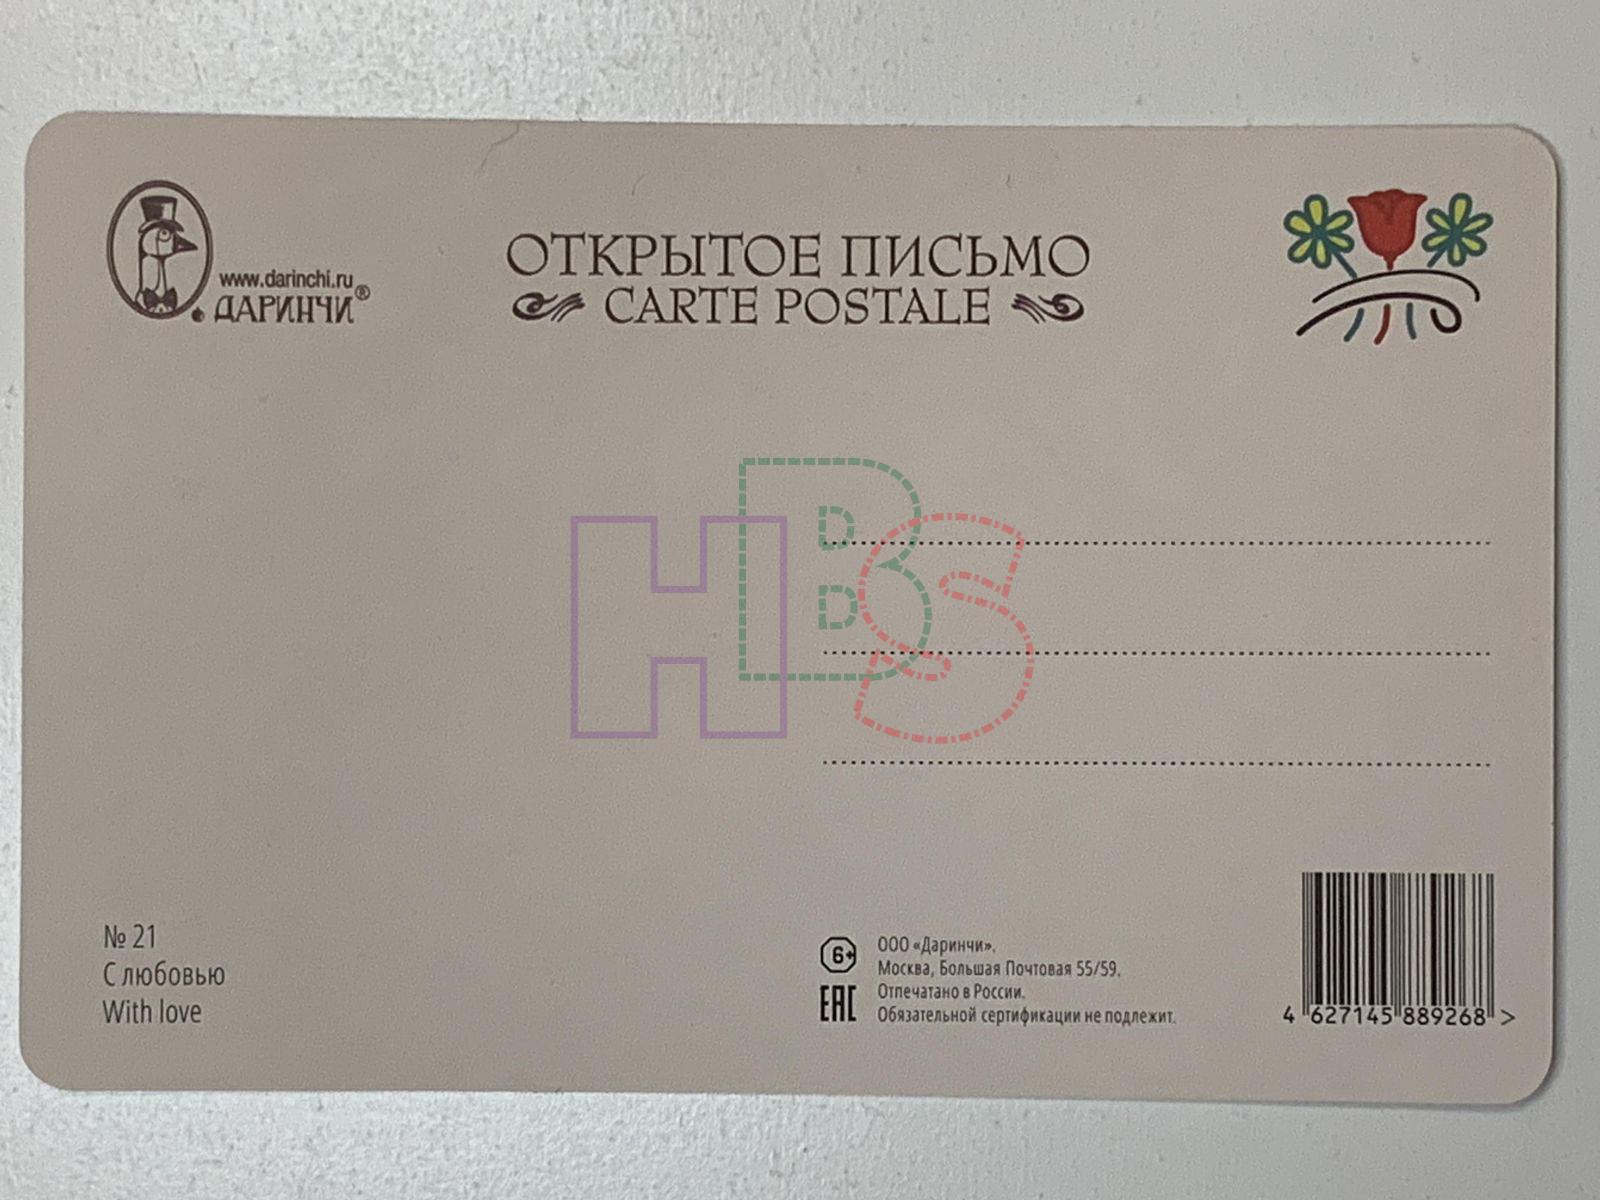 www.darinchi.ru
ДАРИНЧИ®
ОТКРЫТОЕ ПИСЬМО
CARTE POSTALE
HBS
№ 21
С любовью
With love
6+
EAC
ООО «Даринчи».
Москва, Большая Почтовая 55/59.
Отпечатано в России.
Обязательной сертификации не подлежит.
4 627145 889268 >